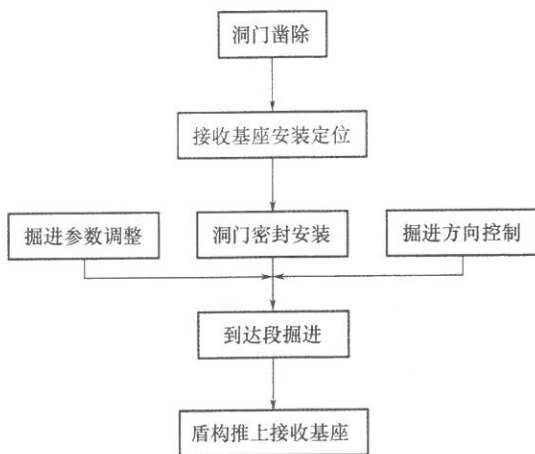 洞门凿除
接收基座安装定位
掘进参数调整
洞门密封安装
掘进方向控制
到达段掘进
盾构推上接收基座